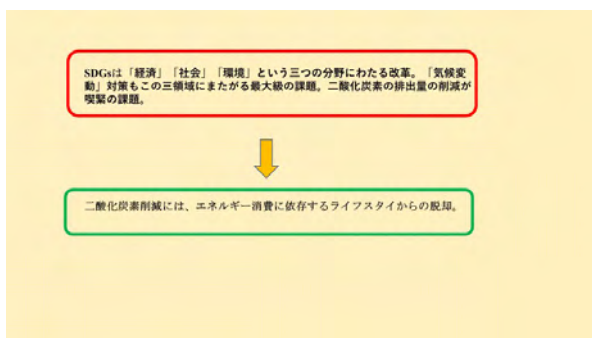 SDGsは「経済」「社会」「環境」という三つの分野にわたる改革。「気候変
動」対策もこの三領域にまたがる最大級の課題。二酸化炭素の排出量の削減が
喫緊の課題。
二酸化炭素削減には、エネルギー消費に依存するライフスタイからの脱却。